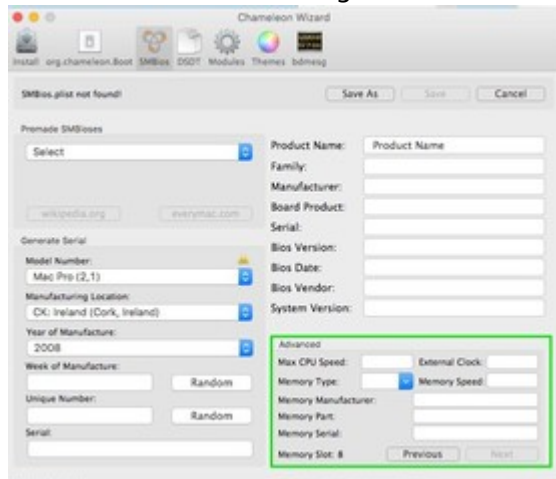 Chameleon Wizard
Install org.chameleon.Boot SMBios DSDT Modules Themes bdmesg
SMBios.plist not found!
Save As Save Cancel
Premade SMBioses
Select
wikipedia.org everymac.com
Generate Serial
Model Number:
Mac Pro (2,1)
Manufacturing Location:
CK: Ireland (Cork, Ireland)
Year of Manufacture:
2008
Week of Manufacture:
Random
Unique Number:
Random
Serial:
Product Name: Product Name
Family:
Manufacturer:
Board Product:
Serial:
Bios Version:
Bios Date:
Bios Vendor:
System Version:
Advanced
Max CPU Speed: External Clock:
Memory Type: Memory Speed:
Memory Manufacturer:
Memory Part:
Memory Serial:
Memory Slot: 8 Previous Next